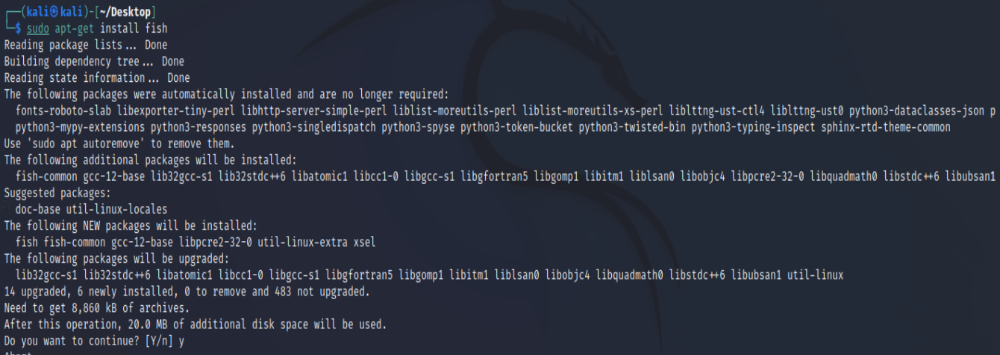 ┌──(kali㉿kali)-[~/Desktop]
└─$ sudo apt-get install fish
Reading package lists... Done
Building dependency tree... Done
Reading state information... Done
The following packages were automatically installed and are no longer required:
  fonts-roboto-slab libexporter-tiny-perl libhttp-server-simple-perl liblist-moreutils-perl liblist-moreutils-xs-perl liblttng-ust-ctl4 liblttng-ust0 python3-dataclasses-json p
  python3-mypy-extensions python3-responses python3-singledispatch python3-spyse python3-token-bucket python3-twisted-bin python3-typing-inspect sphinx-rtd-theme-common
Use 'sudo apt autoremove' to remove them.
The following additional packages will be installed:
  fish-common gcc-12-base lib32gcc-s1 lib32stdc++6 libatomic1 libcc1-0 libgcc-s1 libgfortran5 libgomp1 libitm1 liblsan0 libobjc4 libpcre2-32-0 libquadmath0 libstdc++6 libubsan1
Suggested packages:
  doc-base util-linux-locales
The following NEW packages will be installed:
  fish fish-common gcc-12-base libpcre2-32-0 util-linux-extra xsel
The following packages will be upgraded:
  lib32gcc-s1 lib32stdc++6 libatomic1 libcc1-0 libgcc-s1 libgfortran5 libgomp1 libitm1 liblsan0 libobjc4 libquadmath0 libstdc++6 libubsan1 util-linux
14 upgraded, 6 newly installed, 0 to remove and 483 not upgraded.
Need to get 8,860 kB of archives.
After this operation, 20.0 MB of additional disk space will be used.
Do you want to continue? [Y/n] y